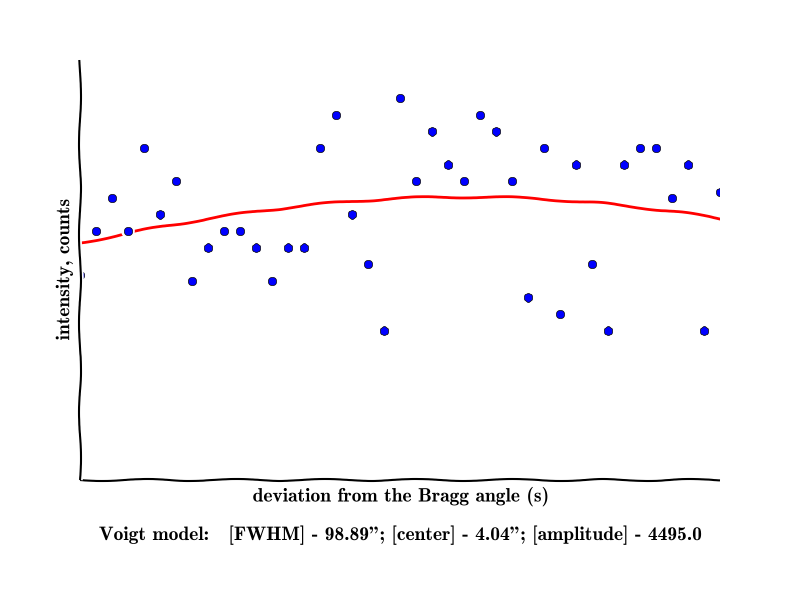 intensity, counts
deviation from the Bragg angle (s)
Voigt model: [FWHM] - 98.89”; [center] - 4.04”; [amplitude] - 4495.0